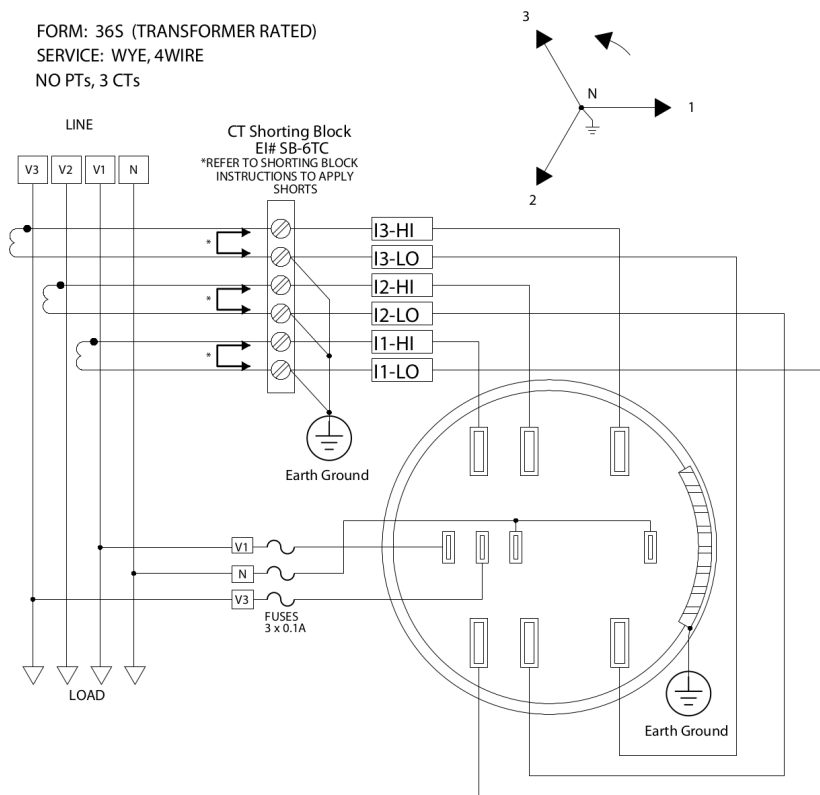 FORM: 36S (TRANSFORMER RATED)
SERVICE: WYE, 4WIRE
NO PTs, 3 CTs
3
N
1
2
LINE
V3
V2
V1
N
CT Shorting Block
EI# SB-6TC
*REFER TO SHORTING BLOCK
INSTRUCTIONS TO APPLY
SHORTS
*
*
*
I3-HI
I3-LO
I2-HI
I2-LO
I1-HI
I1-LO
Earth Ground
V1
N
V3
FUSES
3 x 0.1A
LOAD
Earth Ground